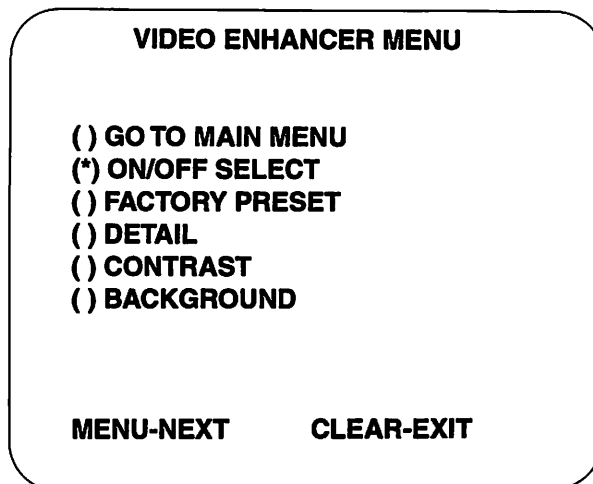 VIDEO ENHANCER MENU
( ) GO TO MAIN MENU
(*) ON/OFF SELECT
( ) FACTORY PRESET
( ) DETAIL
( ) CONTRAST
( ) BACKGROUND
MENU-NEXT CLEAR-EXIT